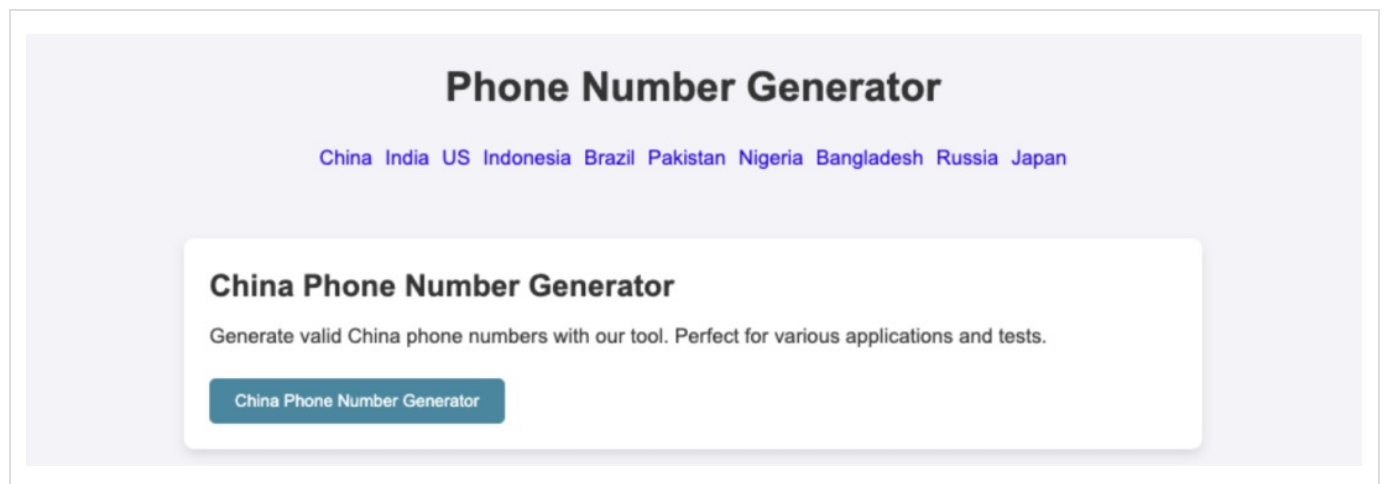 Phone Number Generator
China India US Indonesia Brazil Pakistan Nigeria Bangladesh Russia Japan
China Phone Number Generator
Generate valid China phone numbers with our tool. Perfect for various applications and tests.
China Phone Number Generator